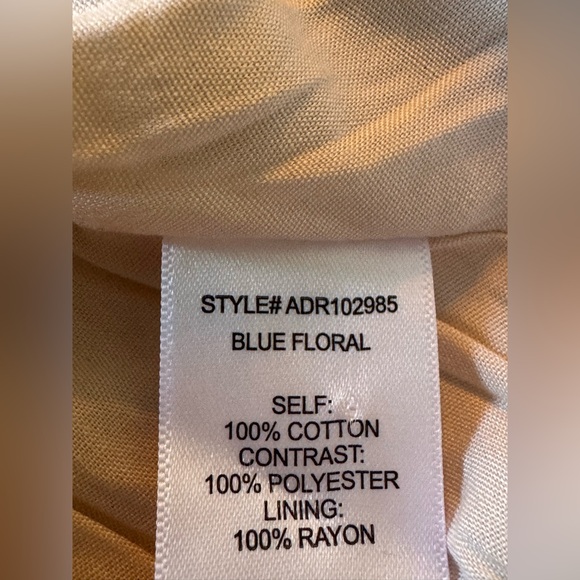 STYLE# ADR102985
BLUE FLORAL
SELF:
100% COTTON
CONTRAST:
100% POLYESTER
LINING:
100% RAYON